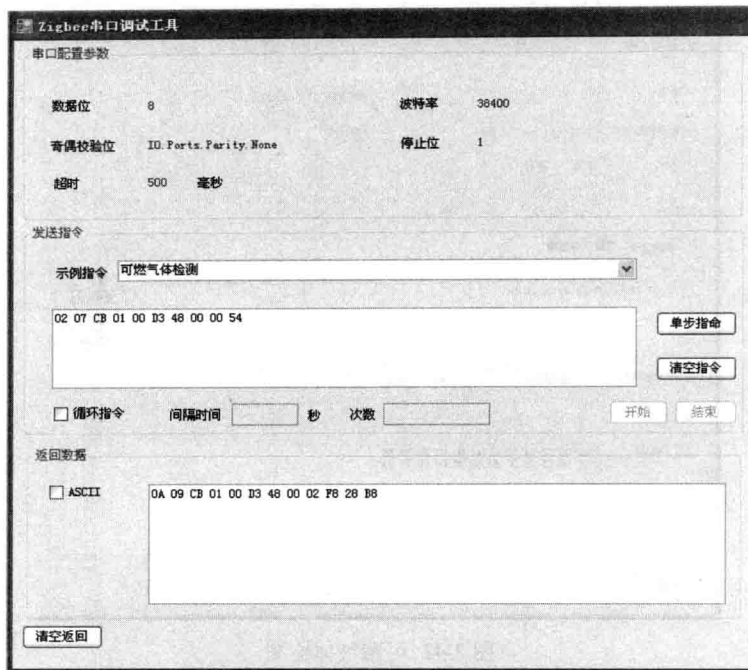 Zigbee串口调试工具
串口配置参数
数据位 8 波特率 38400
奇偶校验位 IO.Ports.Parity.None 停止位 1
超时 500 毫秒
发送指令
示例指令 可燃气体检测
02 07 CB 01 00 D3 48 00 00 54
单步指命
清空指令
循环指令 间隔时间 秒 次数 开始 结束
返回数据
ASCII 0A 09 CB 01 00 D3 48 00 02 F8 28 B8
清空返回